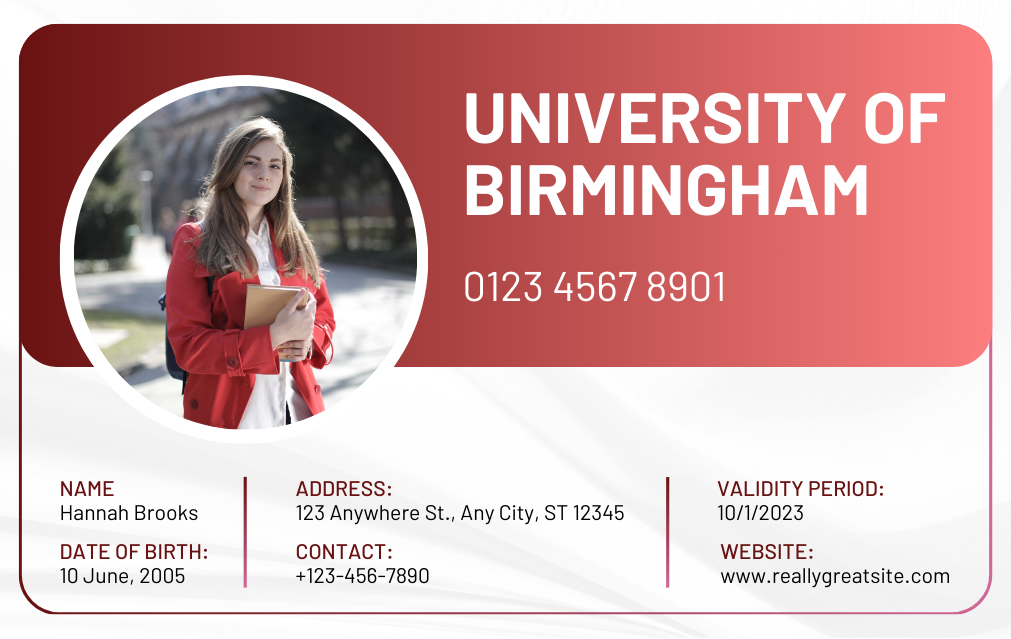 UNIVERSITY OF
BIRMINGHAM
0123 4567 8901
NAME
Hannah Brooks
DATE OF BIRTH:
10 June, 2005
ADDRESS:
123 Anywhere St., Any City, ST 12345
CONTACT:
+123-456-7890
VALIDITY PERIOD:
10/1/2023
WEBSITE:
www.reallygreatsite.com